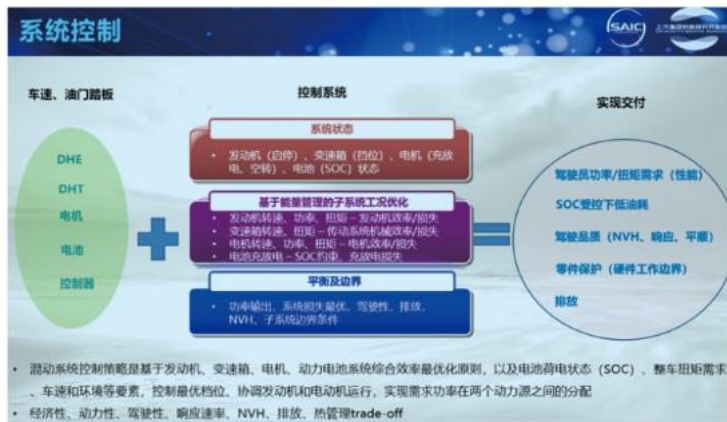 系统控制
SAIC
车速、油门踏板
控制系统
实现交付
DHE
DHT
电机
电池
控制器
系统状态
• 发动机（启停）、变速箱（挡位）、电机（充放
电、空转）、电池（SOC）状态
基于能量管理的子系统工况优化
• 发动机转速、功率、扭矩 – 发动机效率/损失
• 变速箱转速、扭矩 – 传动系统机械效率/损失
• 电机转速、功率、扭矩 – 电机效率/损失
• 电池充放电 – SOC约束，充放电损失
平衡及边界
• 功率输出、系统损失最优、驾驶性、排放、
NVH、子系统边界条件
驾驶员功率/扭矩需求（性能）
SOC受控下低油耗
驾驶品质（NVH、响应、平顺）
零件保护（硬件工作边界）
排放
• 混动系统控制策略是基于发动机、变速箱、电机、动力电池系统综合效率最优化原则，以及电池荷电状态（SOC）、整车扭矩需求
、车速和环境等要素，控制最优档位、协调发动机和电动机运行，实现需求功率在两个动力源之间的分配
• 经济性、动力性、驾驶性、响应速率、NVH、排放、热管理trade-off